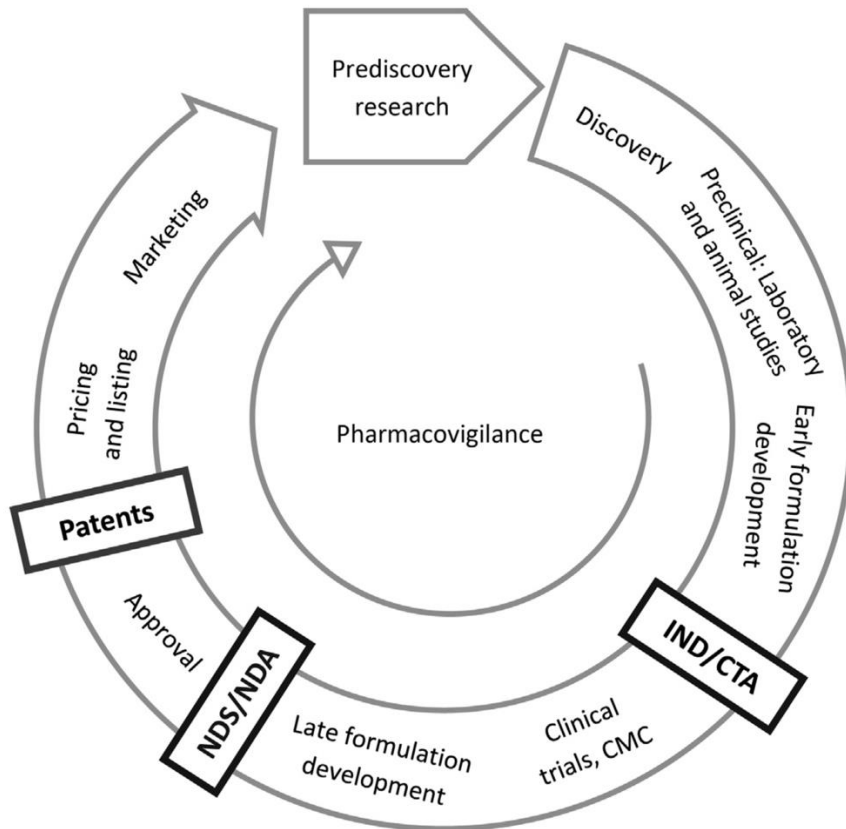 Prediscovery
research
Discovery
Preclinical: Laboratory
and animal studies
Early formulation
development
IND/CTA
Clinical
trials, CMC
Late formulation
development
NDS/NDA
Approval
Patents
Pricing
and listing
Marketing
Pharmacovigilance